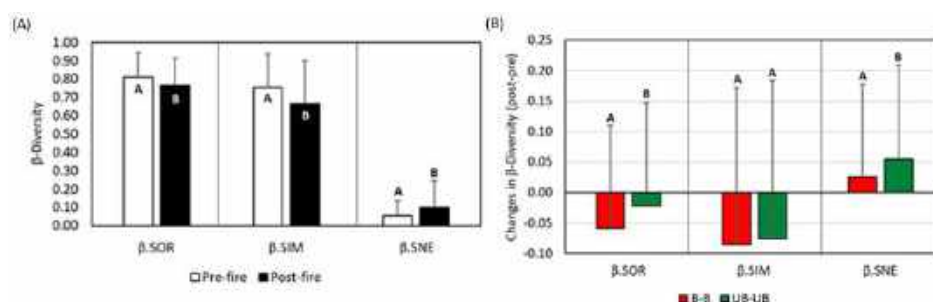 (A)
1.00
0.90
0.80
0.70
0.60
0.50
0.40
0.30
0.20
0.10
0.00
β-Diversity
A
B
A
B
A
B
β.SOR
β.SIM
β.SNE
Pre-fire
Post-fire
(B)
0.25
0.20
0.15
0.10
0.05
0.00
-0.05
-0.10
Changes in β-Diversity (post-pre)
A
B
A
A
A
B
β.SOR
β.SIM
β.SNE
B-B
UB-UB